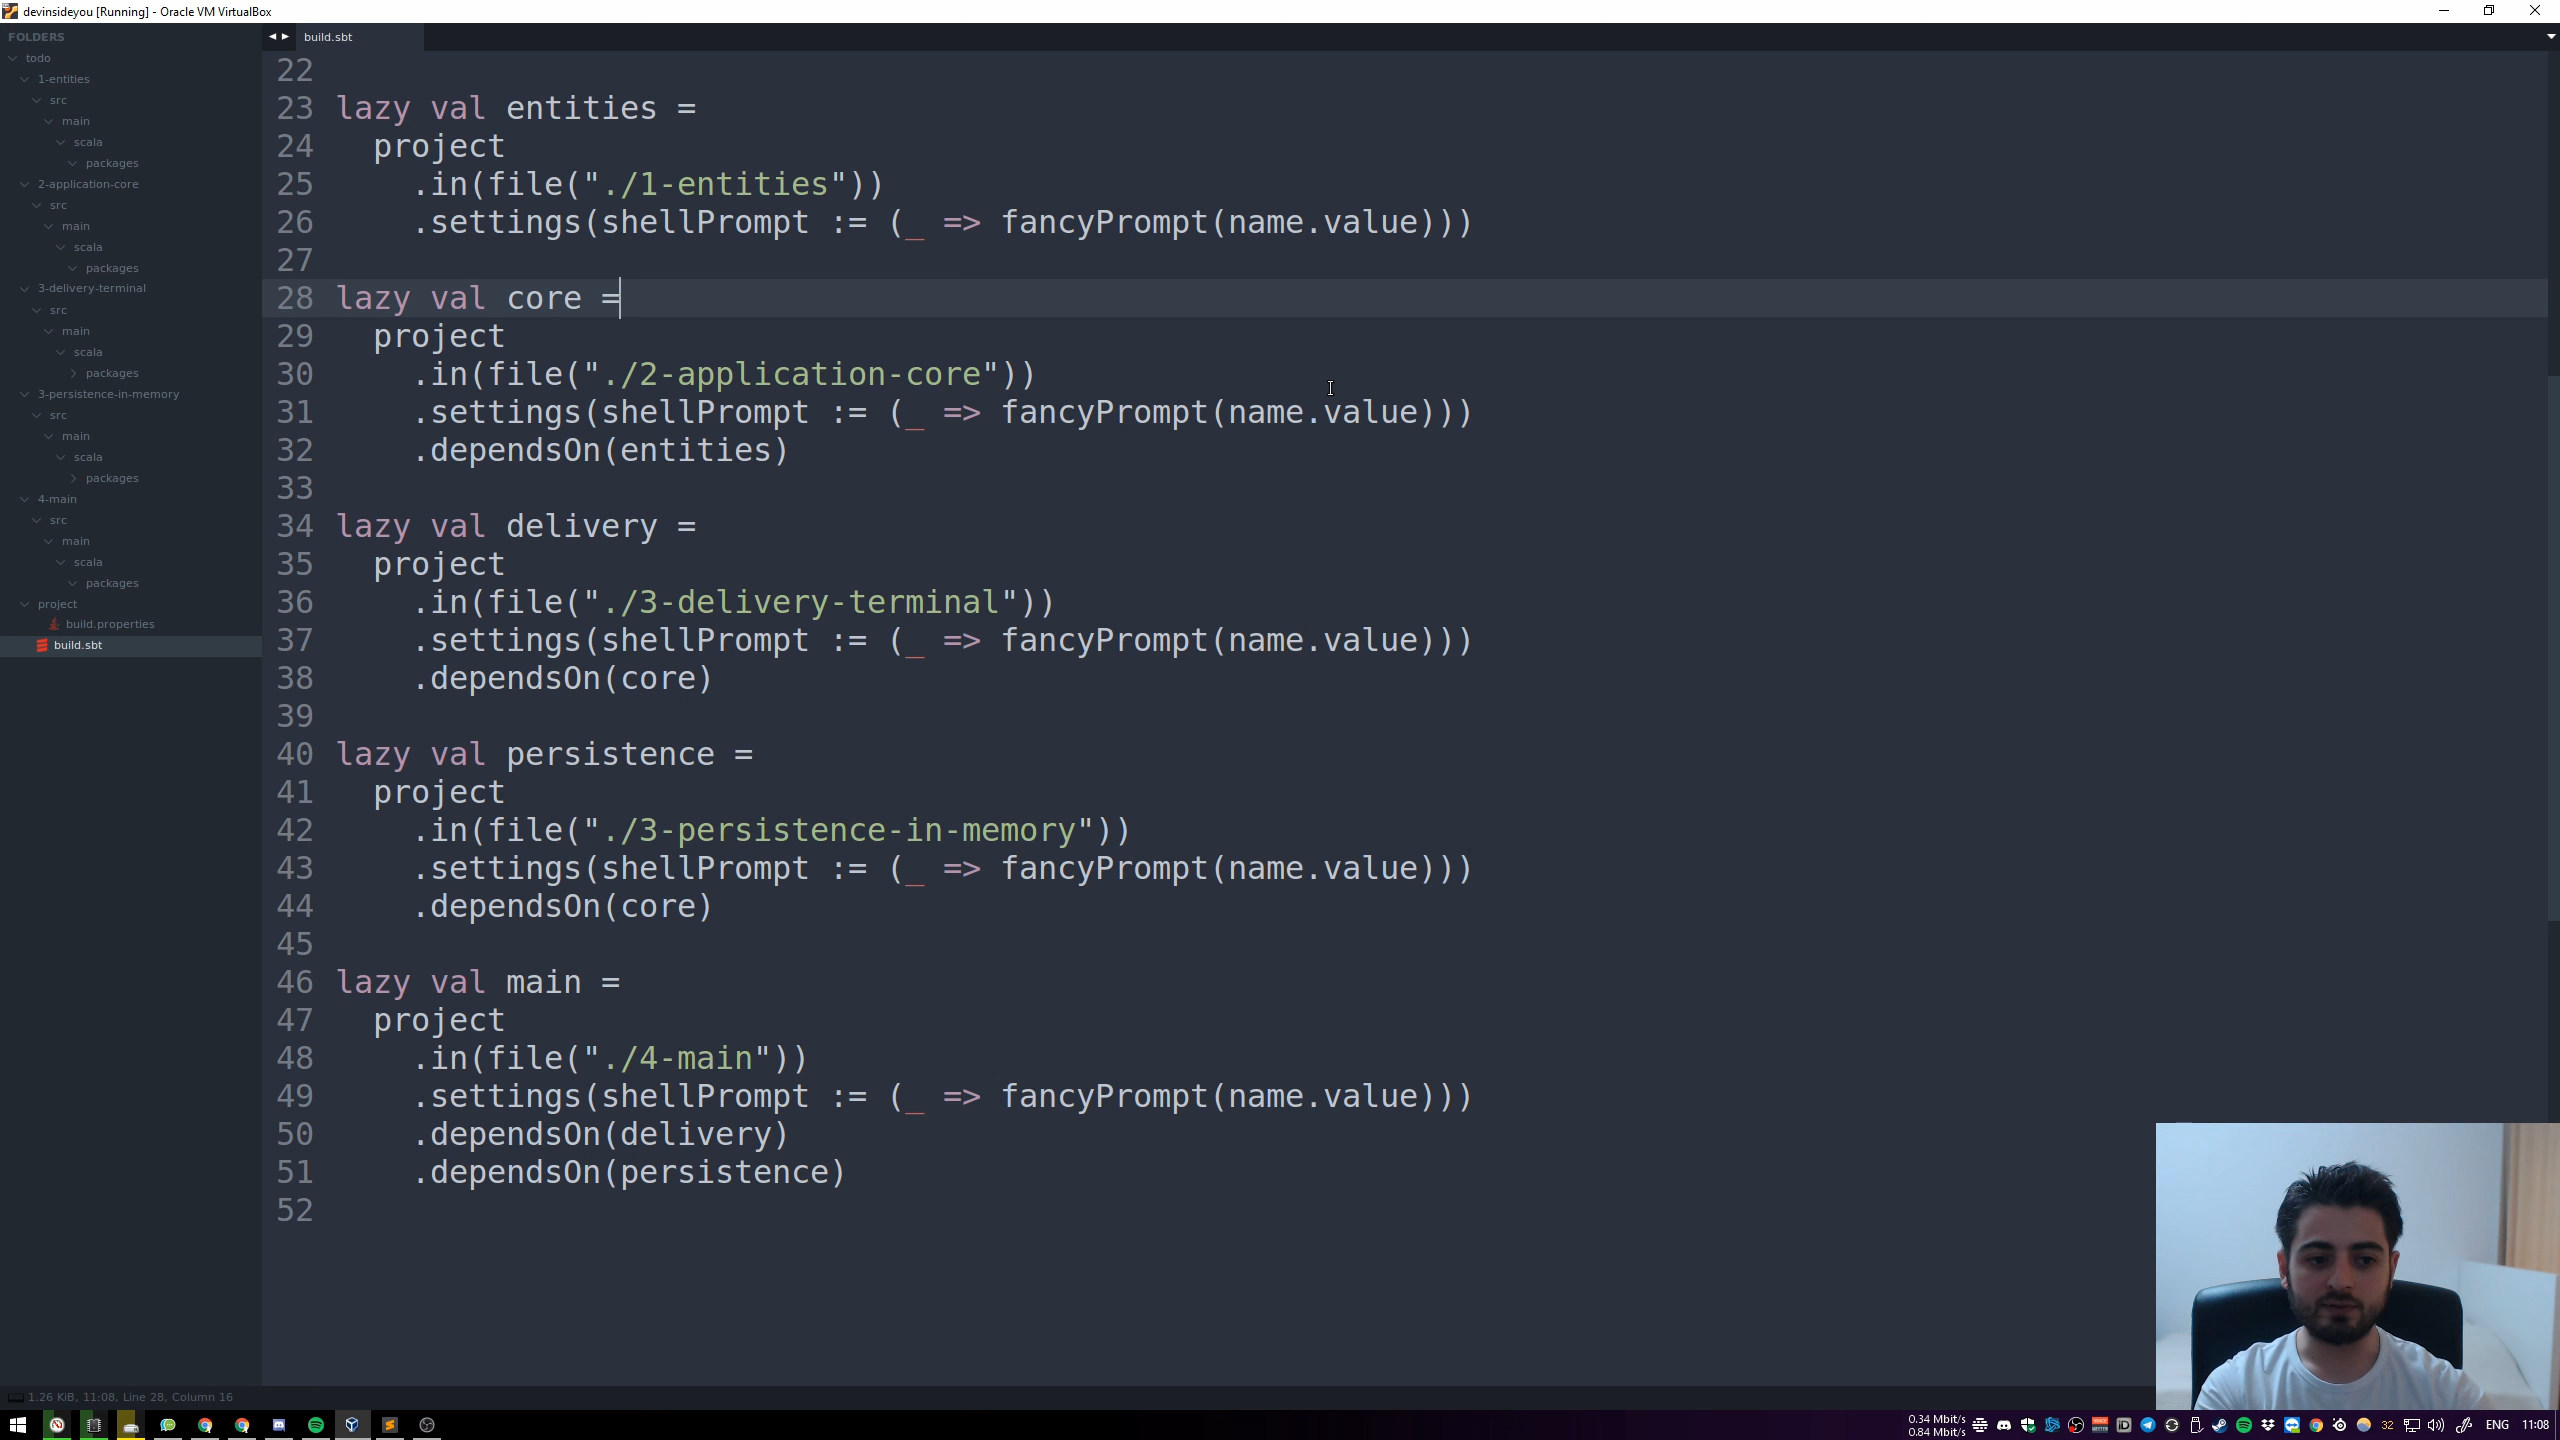 devinsideyou [Running] - Oracle VM VirtualBox
FOLDERS
todo
1-entities
src
main
scala
packages
2-application-core
src
main
scala
packages
3-delivery-terminal
src
main
scala
packages
3-persistence-in-memory
src
main
scala
packages
4-main
src
main
scala
packages
project
build.properties
build.sbt
build.sbt
22
23 lazy val entities =
24 project
25 .in(file("./1-entities"))
26 .settings(shellPrompt := (_ => fancyPrompt(name.value)))
27
28 lazy val core =
29 project
30 .in(file("./2-application-core"))
31 .settings(shellPrompt := (_ => fancyPrompt(name.value)))
32 .dependsOn(entities)
33
34 lazy val delivery =
35 project
36 .in(file("./3-delivery-terminal"))
37 .settings(shellPrompt := (_ => fancyPrompt(name.value)))
38 .dependsOn(core)
39
40 lazy val persistence =
41 project
42 .in(file("./3-persistence-in-memory"))
43 .settings(shellPrompt := (_ => fancyPrompt(name.value)))
44 .dependsOn(core)
45
46 lazy val main =
47 project
48 .in(file("./4-main"))
49 .settings(shellPrompt := (_ => fancyPrompt(name.value)))
50 .dependsOn(delivery)
51 .dependsOn(persistence)
52
1.26 KiB, 11:08, Line 28, Column 16
0.34 Mbit/s
0.84 Mbit/s
32
ENG
11:08